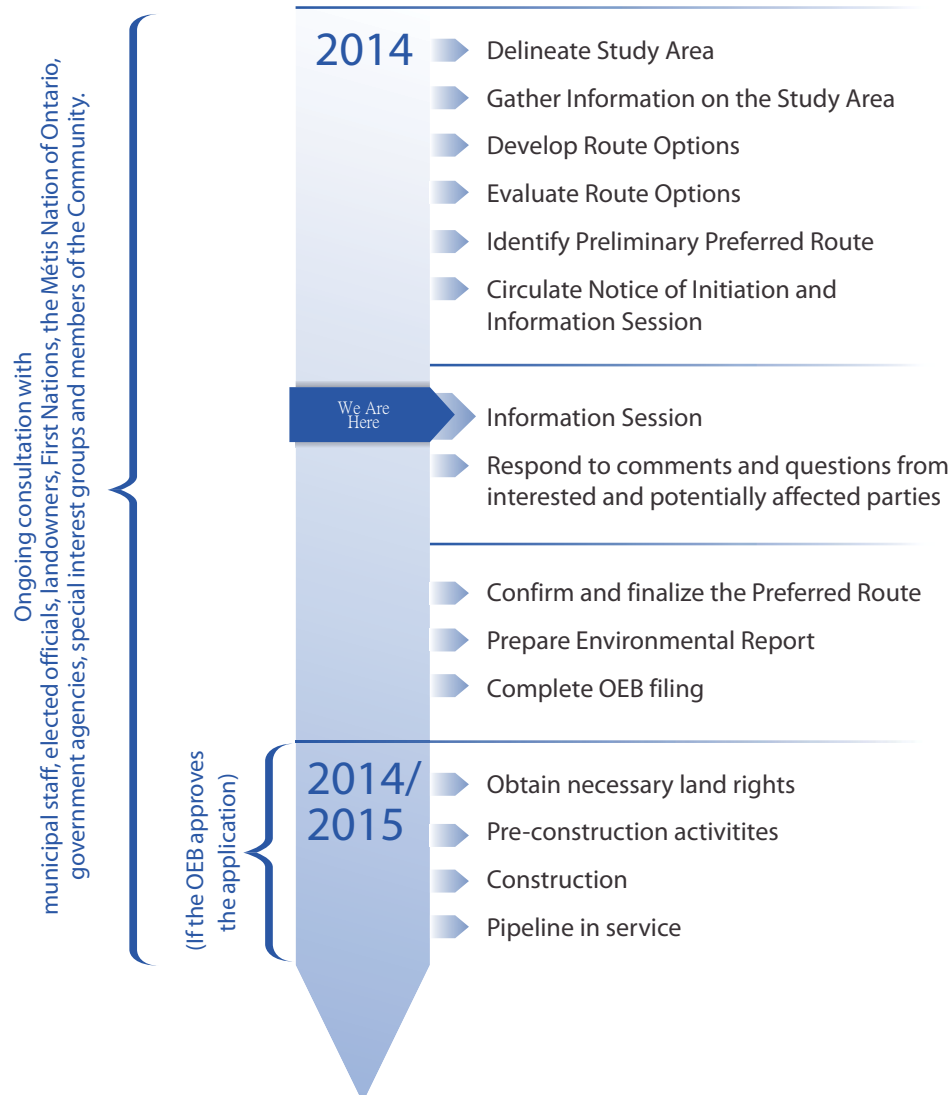 Ongoing consultation with
municipal staff, elected officials, landowners, First Nations, the Métis Nation of Ontario,
government agencies, special interest groups and members of the Community.
2014
Delineate Study Area
Gather Information on the Study Area
Develop Route Options
Evaluate Route Options
Identify Preliminary Preferred Route
Circulate Notice of Initiation and
Information Session
We Are
Here
Information Session
Respond to comments and questions from
interested and potentially affected parties
Confirm and finalize the Preferred Route
Prepare Environmental Report
Complete OEB filing
(If the OEB approves
the application)
2014/
2015
Obtain necessary land rights
Pre-construction activitites
Construction
Pipeline in service